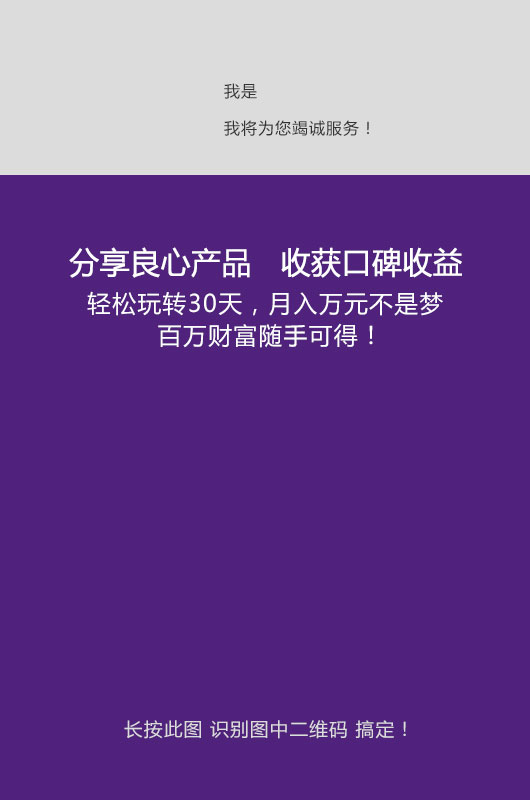 我是
我将为您竭诚服务！
分享良心产品 收获口碑收益
轻松玩转30天，月入万元不是梦
百万财富随手可得！
长按此图 识别图中二维码 搞定！